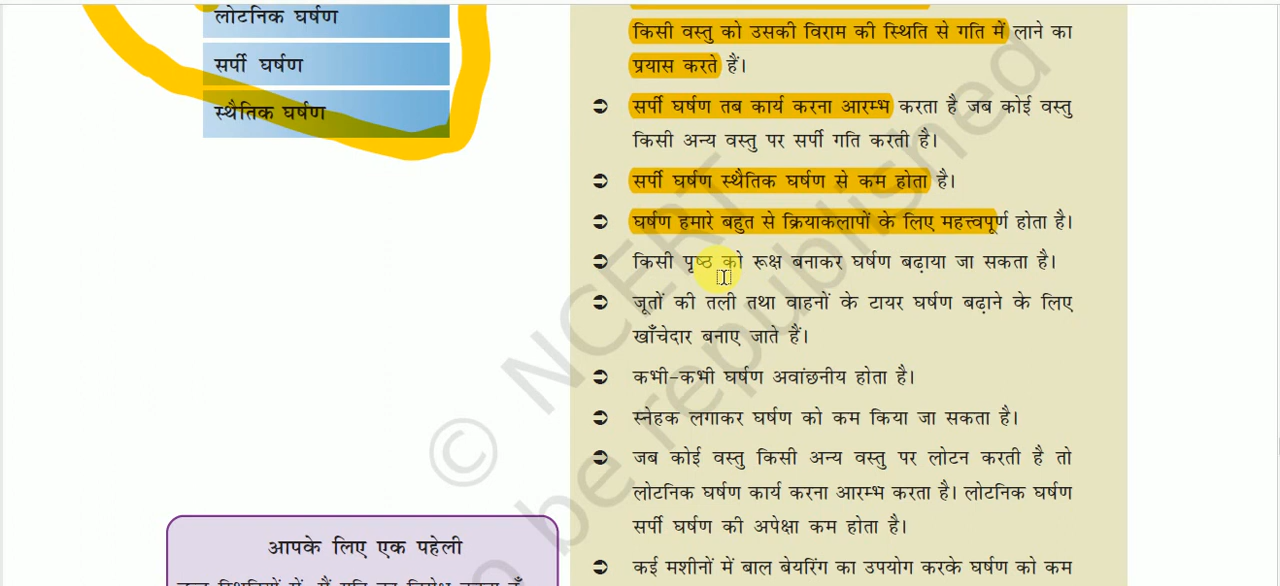 लोटनिक घर्षण
सर्पी घर्षण
स्थैतिक घर्षण
किसी वस्तु को उसकी विराम की स्थिति से गति में लाने का
प्रयास करते हैं।
➲ सर्पी घर्षण तब कार्य करना आरम्भ करता है जब कोई वस्तु
किसी अन्य वस्तु पर सर्पी गति करती है।
➲ सर्पी घर्षण स्थैतिक घर्षण से कम होता है।
➲ घर्षण हमारे बहुत से क्रियाकलापों के लिए महत्त्वपूर्ण होता है।
➲ किसी पृष्ठ को रूक्ष बनाकर घर्षण बढ़ाया जा सकता है।
➲ जूतों की तली तथा वाहनों के टायर घर्षण बढ़ाने के लिए
खाँचेदार बनाए जाते हैं।
➲ कभी-कभी घर्षण अवांछनीय होता है।
➲ स्नेहक लगाकर घर्षण को कम किया जा सकता है।
➲ जब कोई वस्तु किसी अन्य वस्तु पर लोटन करती है तो
लोटनिक घर्षण कार्य करना आरम्भ करता है। लोटनिक घर्षण
सर्पी घर्षण की अपेक्षा कम होता है।
➲ कई मशीनों में बाल बेयरिंग का उपयोग करके घर्षण को कम
आपके लिए एक पहेली
© NCERT
to be republished